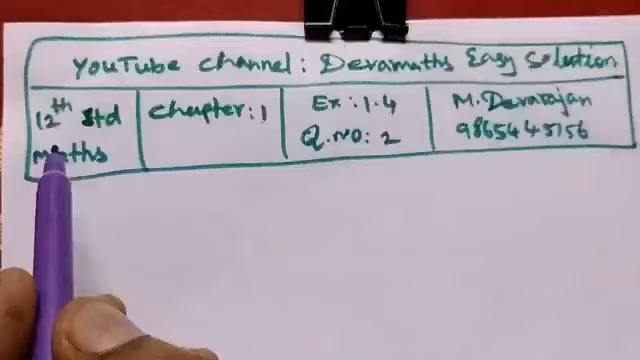 YouTube channel: Devamaths Easy Solution
12th Std
maths
Chapter: 1
Ex: 1.4
Q.NO: 2
M. Devarajan
9865445756